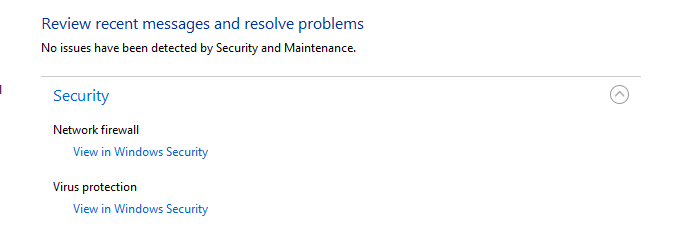 Review recent messages and resolve problems
No issues have been detected by Security and Maintenance.
Security
Network firewall
View in Windows Security
Virus protection
View in Windows Security